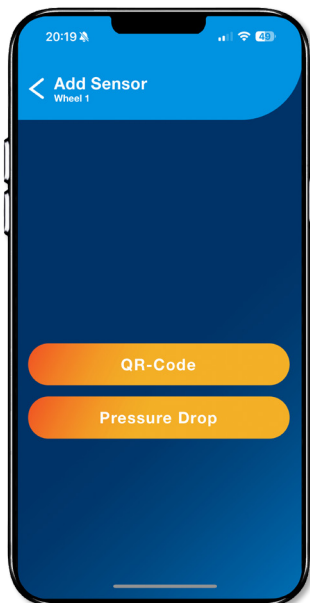 20:19
49
Add Sensor
Wheel 1
QR-Code
Pressure Drop